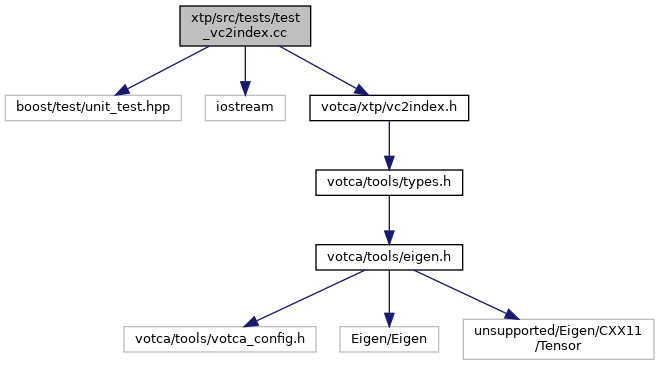 xtp/src/tests/test
_vc2index.cc
boost/test/unit_test.hpp
iostream
votca/xtp/vc2index.h
votca/tools/types.h
votca/tools/eigen.h
votca/tools/votca_config.h
Eigen/Eigen
unsupported/Eigen/CXX11
/Tensor